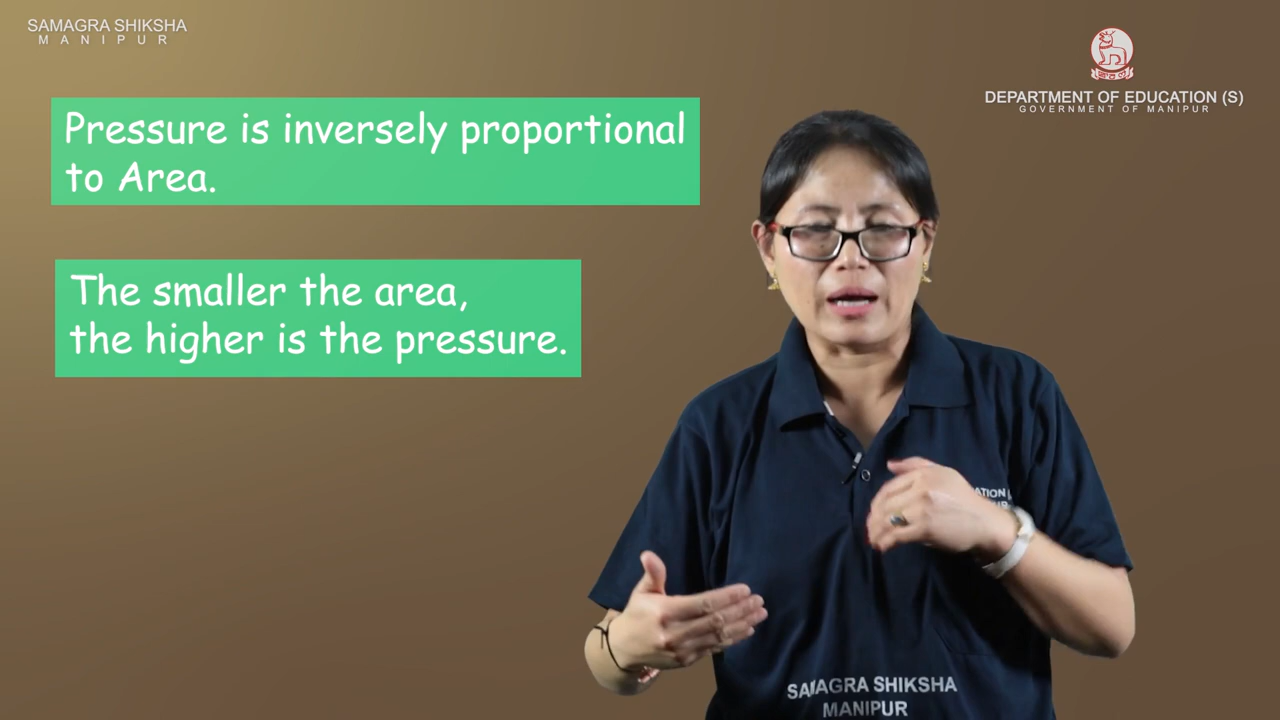 SAMAGRA SHIKSHA
MANIPUR
DEPARTMENT OF EDUCATION (S)
GOVERNMENT OF MANIPUR
Pressure is inversely proportional
to Area.
The smaller the area,
the higher is the pressure.
SAMAGRA SHIKSHA
MANIPUR